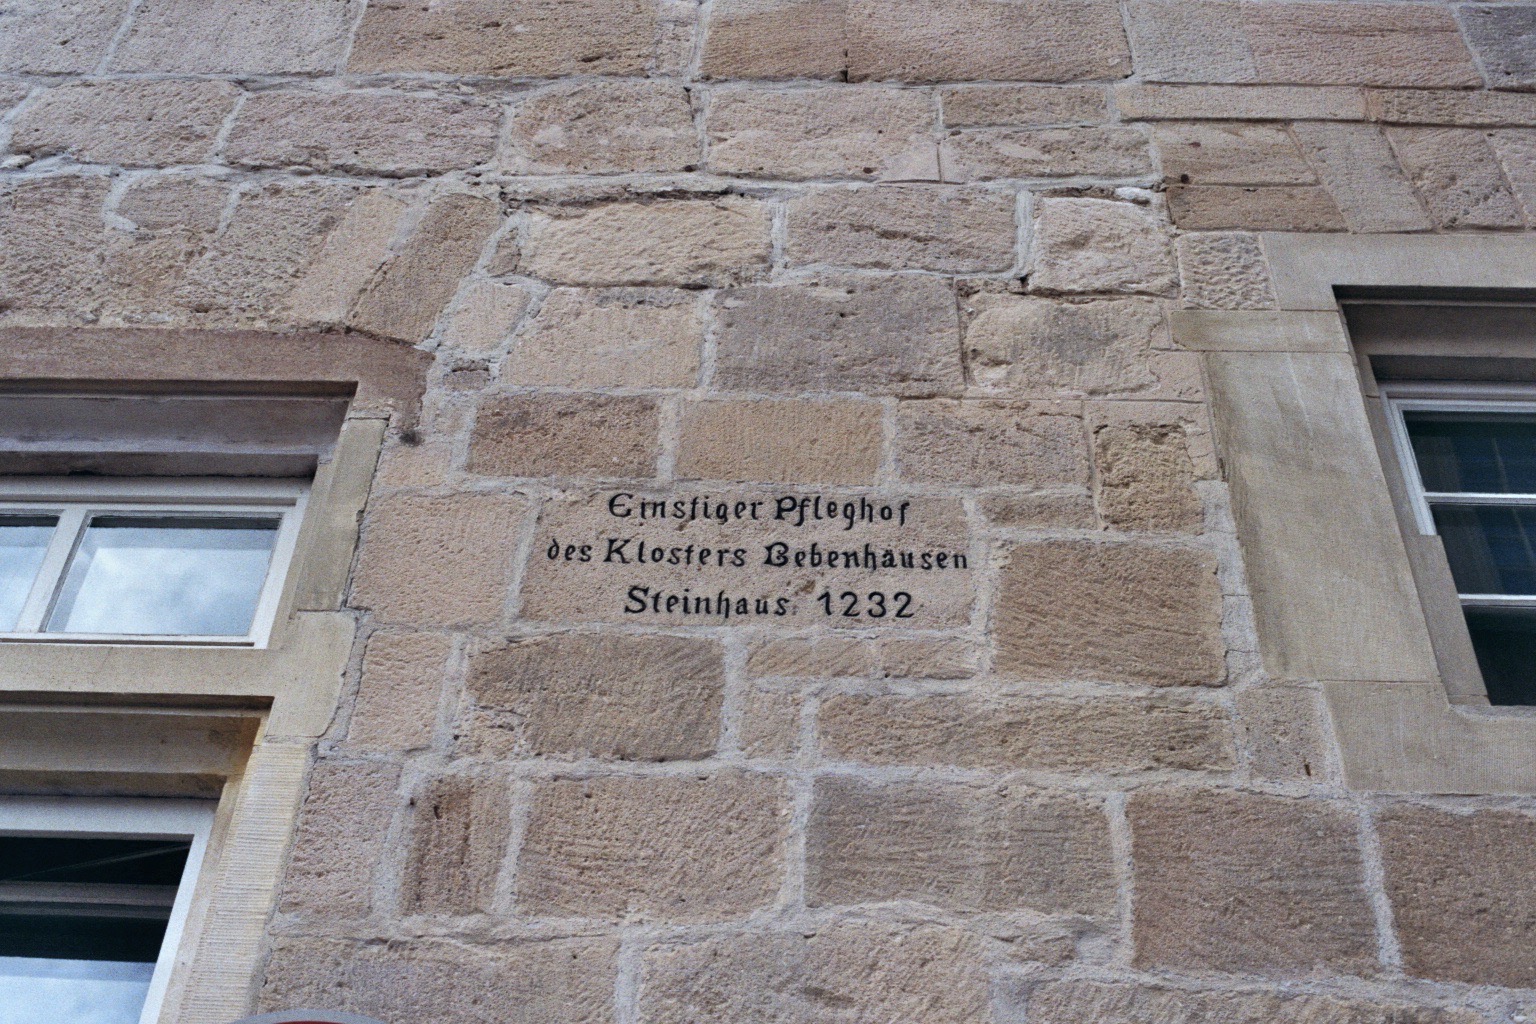 Einstiger Pfleghof
des Klosters Bebenhausen
Steinhaus. 1232